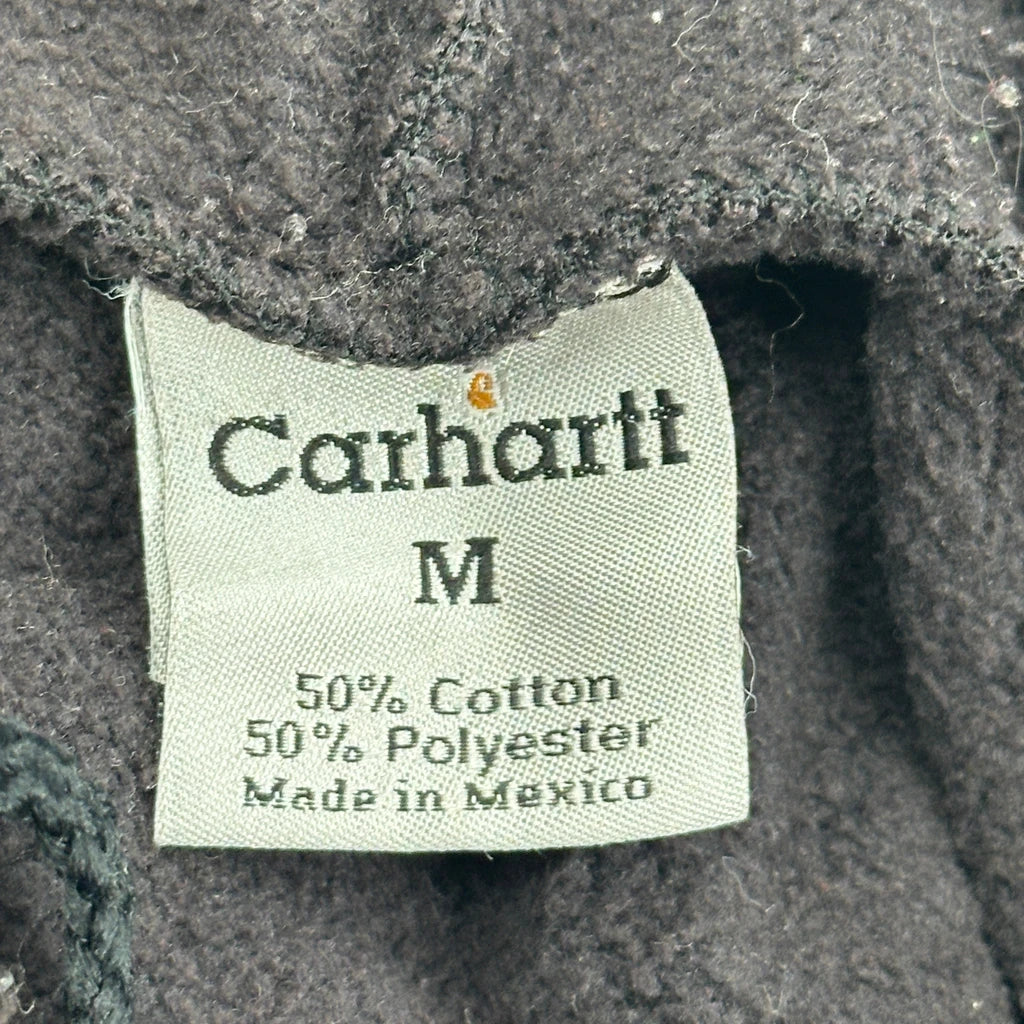 Carhartt
M
50% Cotton
50% Polyester
Made in Mexico